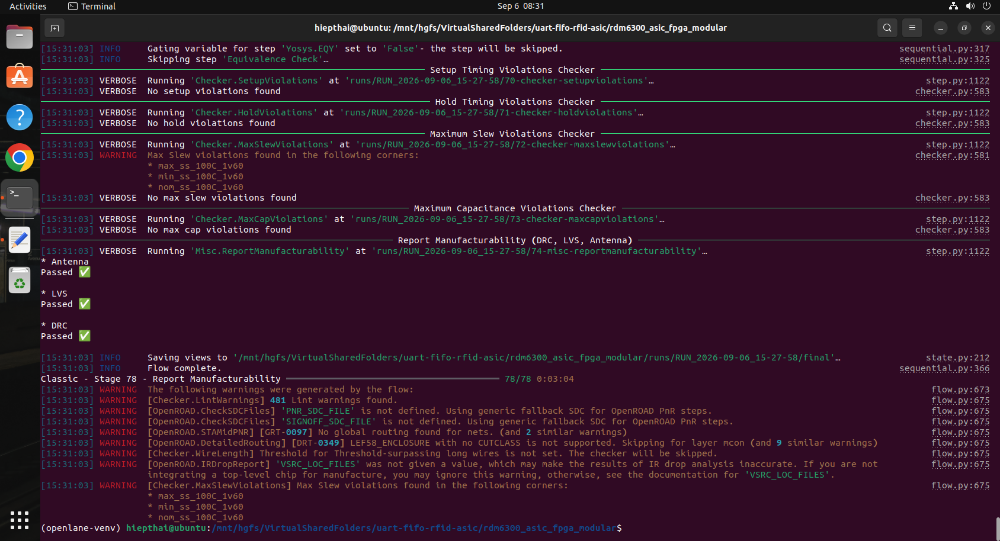 Activities Terminal Sep 6 08:31
hiepthai@ubuntu: /mnt/hgfs/VirtualSharedFolders/uart-fifo-rfid-asic/rdm6300_asic_fpga_modular
[15:31:03] INFO Gating variable for step 'Yosys.EQY' set to 'False'- the step will be skipped. sequential.py:317
[15:31:03] INFO Skipping step 'Equivalence Check'… sequential.py:325
Setup Timing Violations Checker
[15:31:03] VERBOSE Running 'Checker.SetupViolations' at 'runs/RUN_2026-09-06_15-27-58/70-checker-setupviolations'… step.py:1122
[15:31:03] VERBOSE No setup violations found checker.py:583
Hold Timing Violations Checker
[15:31:03] VERBOSE Running 'Checker.HoldViolations' at 'runs/RUN_2026-09-06_15-27-58/71-checker-holdviolations'… step.py:1122
[15:31:03] VERBOSE No hold violations found checker.py:583
Maximum Slew Violations Checker
[15:31:03] VERBOSE Running 'Checker.MaxSlewViolations' at 'runs/RUN_2026-09-06_15-27-58/72-checker-maxslewviolations'… step.py:1122
[15:31:03] WARNING Max Slew violations found in the following corners: checker.py:581
* max_ss_100C_1v60
* min_ss_100C_1v60
* nom_ss_100C_1v60
[15:31:03] VERBOSE No max slew violations found checker.py:583
Maximum Capacitance Violations Checker
[15:31:03] VERBOSE Running 'Checker.MaxCapViolations' at 'runs/RUN_2026-09-06_15-27-58/73-checker-maxcapviolations'… step.py:1122
[15:31:03] VERBOSE No max cap violations found checker.py:583
Report Manufacturability (DRC, LVS, Antenna)
[15:31:03] VERBOSE Running 'Misc.ReportManufacturability' at 'runs/RUN_2026-09-06_15-27-58/74-misc-reportmanufacturability'… step.py:1122
* Antenna
Passed ✅
* LVS
Passed ✅
* DRC
Passed ✅
[15:31:03] INFO Saving views to '/mnt/hgfs/VirtualSharedFolders/uart-fifo-rfid-asic/rdm6300_asic_fpga_modular/runs/RUN_2026-09-06_15-27-58/final'… state.py:212
[15:31:03] INFO Flow complete. sequential.py:366
Classic - Stage 78 - Report Manufacturability 78/78 0:03:04
[15:31:03] WARNING The following warnings were generated by the flow: flow.py:673
[15:31:03] WARNING [Checker.LintWarnings] 481 Lint warnings found. flow.py:675
[15:31:03] WARNING [OpenROAD.CheckSDCFiles] 'PNR_SDC_FILE' is not defined. Using generic fallback SDC for OpenROAD PnR steps. flow.py:675
[15:31:03] WARNING [OpenROAD.CheckSDCFiles] 'SIGNOFF_SDC_FILE' is not defined. Using generic fallback SDC for OpenROAD PnR steps. flow.py:675
[15:31:03] WARNING [OpenROAD.STAMidPNR] [GRT-0097] No global routing found for nets. (and 2 similar warnings) flow.py:675
[15:31:03] WARNING [OpenROAD.DetailedRouting] [DRT-0349] LEF58_ENCLOSURE with no CUTCLASS is not supported. Skipping for layer mcon (and 9 similar warnings) flow.py:675
[15:31:03] WARNING [Checker.WireLength] Threshold for Threshold-surpassing long wires is not set. The checker will be skipped. flow.py:675
[15:31:03] WARNING [OpenROAD.IRDropReport] 'VSRC_LOC_FILES' was not given a value, which may make the results of IR drop analysis inaccurate. If you are not flow.py:675
integrating a top-level chip for manufacture, you may ignore this warning, otherwise, see the documentation for 'VSRC_LOC_FILES'.
[15:31:03] WARNING [Checker.MaxSlewViolations] Max Slew violations found in the following corners: flow.py:675
* max_ss_100C_1v60
* min_ss_100C_1v60
* nom_ss_100C_1v60
(openlane-venv) hiepthai@ubuntu:/mnt/hgfs/VirtualSharedFolders/uart-fifo-rfid-asic/rdm6300_asic_fpga_modular$